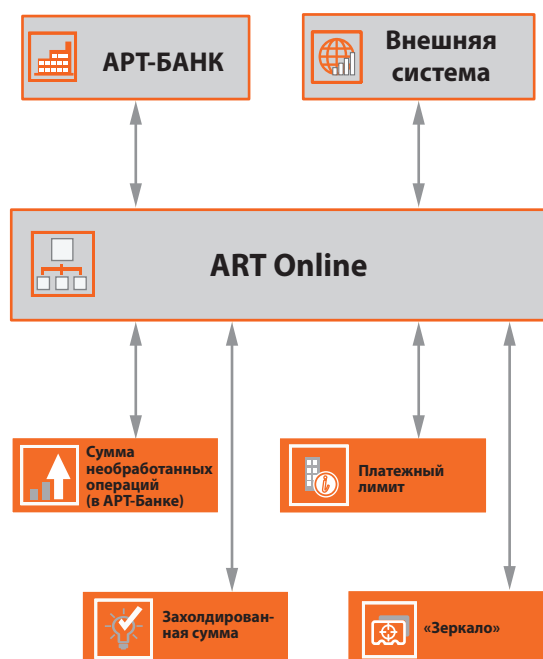 АРТ-БАНК
Внешняя
система
ART Online
Сумма
необработанных
операций
(в АРТ-Банке)
Платежный
лимит
Захолдирован-
ная сумма
«Зеркало»